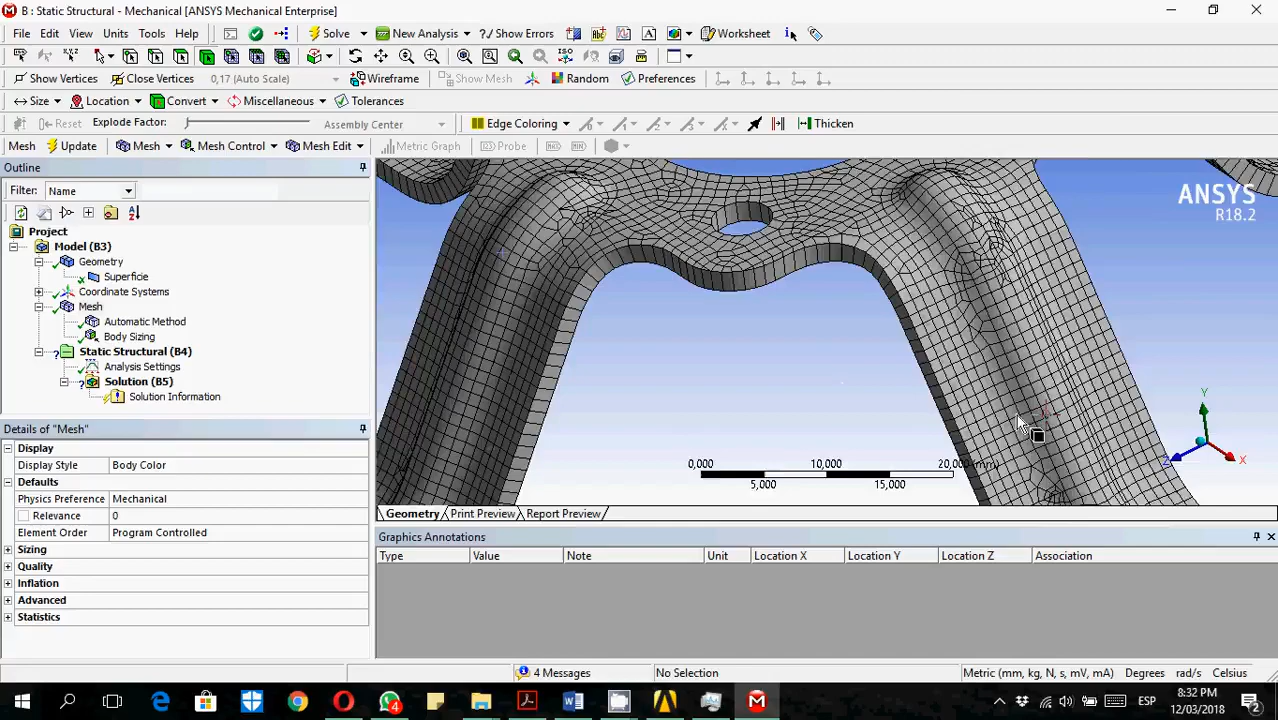 B : Static Structural - Mechanical [ANSYS Mechanical Enterprise]
File Edit View Units Tools Help Solve New Analysis ?/ Show Errors A Worksheet
Show Vertices Close Vertices 0,17 (Auto Scale) Wireframe Show Mesh Random Preferences
Size Location Convert Miscellaneous Tolerances
Reset Explode Factor: Assembly Center Edge Coloring Thicken
Mesh Update Mesh Mesh Control Mesh Edit Metric Graph Probe MAX MIN
Outline
Filter: Name
Project
Model (B3)
Geometry
Superficie
Coordinate Systems
Mesh
Automatic Method
Body Sizing
Static Structural (B4)
Analysis Settings
Solution (B5)
Solution Information
Details of "Mesh"
Display
Display Style Body Color
Defaults
Physics Preference Mechanical
Relevance 0
Element Order Program Controlled
Sizing
Quality
Inflation
Advanced
Statistics
ANSYS
R18.2
Y
Z
X
0,000 10,000 20,000 (mm)
5,000 15,000
Geometry Print Preview Report Preview
Graphics Annotations
Type Value Note Unit Location X Location Y Location Z Association
4 Messages No Selection Metric (mm, kg, N, s, mV, mA) Degrees rad/s Celsius
4
ESP
8:32 PM
12/03/2018
2